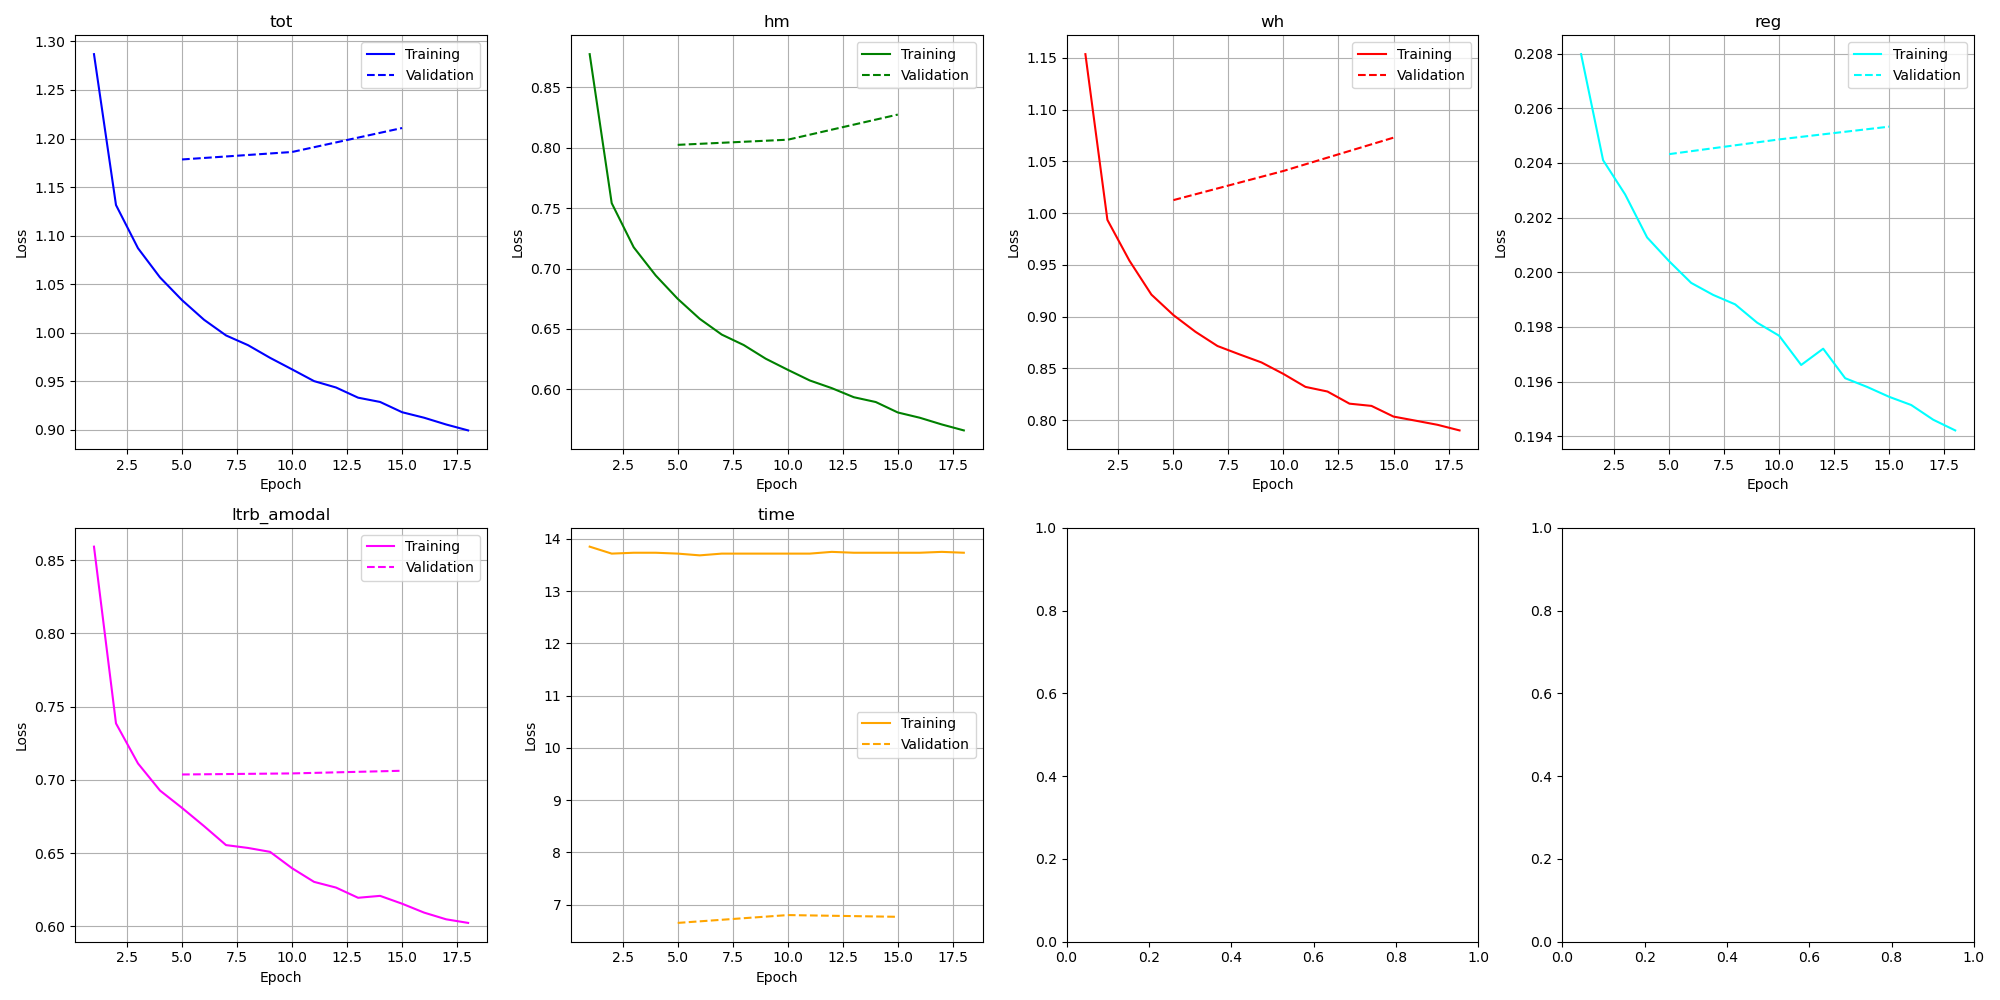 tot
1.30
1.25
1.20
1.15
1.10
1.05
1.00
0.95
0.90
Loss
2.5 5.0 7.5 10.0 12.5 15.0 17.5
Epoch
Training
Validation
hm
0.85
0.80
0.75
0.70
0.65
0.60
Loss
2.5 5.0 7.5 10.0 12.5 15.0 17.5
Epoch
Training
Validation
wh
1.15
1.10
1.05
1.00
0.95
0.90
0.85
0.80
Loss
2.5 5.0 7.5 10.0 12.5 15.0 17.5
Epoch
Training
Validation
reg
0.208
0.206
0.204
0.202
0.200
0.198
0.196
0.194
Loss
2.5 5.0 7.5 10.0 12.5 15.0 17.5
Epoch
Training
Validation
ltrb_amodal
0.85
0.80
0.75
0.70
0.65
0.60
Loss
2.5 5.0 7.5 10.0 12.5 15.0 17.5
Epoch
Training
Validation
time
14
13
12
11
10
9
8
7
Loss
2.5 5.0 7.5 10.0 12.5 15.0 17.5
Epoch
Training
Validation
1.0
0.8
0.6
0.4
0.2
0.0
0.0 0.2 0.4 0.6 0.8 1.0
1.0
0.8
0.6
0.4
0.2
0.0
0.0 0.2 0.4 0.6 0.8 1.0